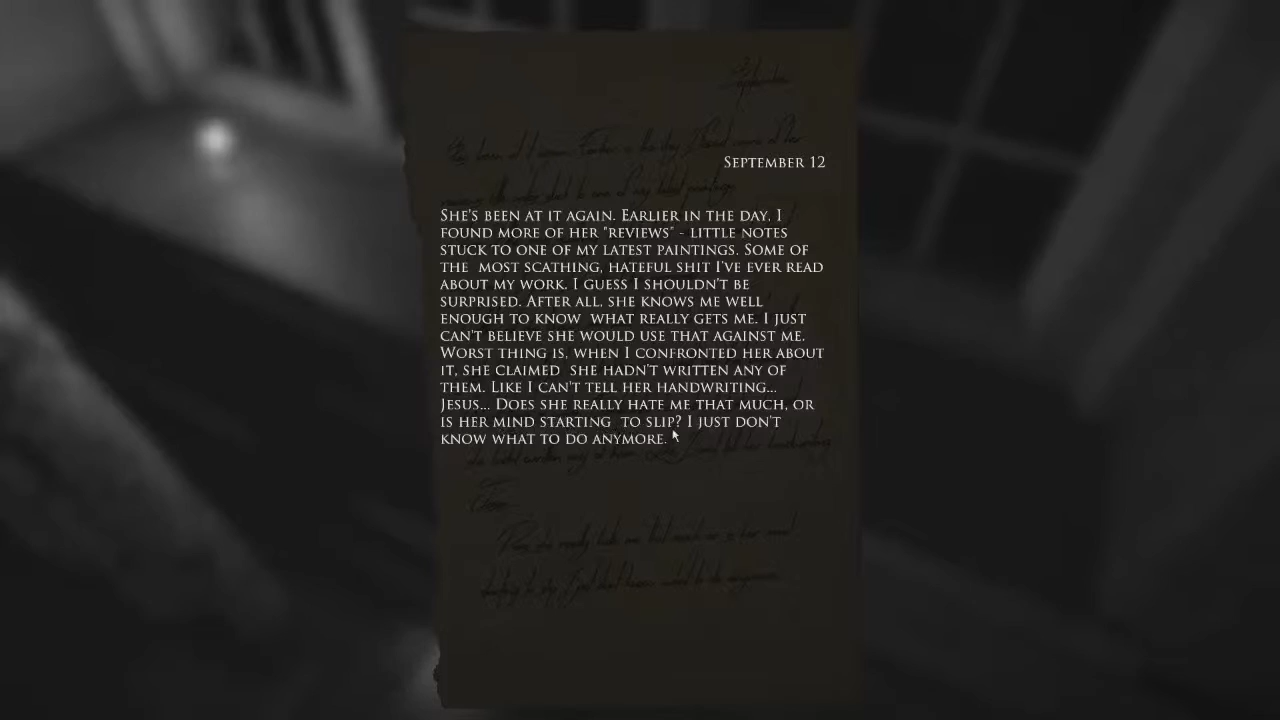 September 12
She's been at it again. Earlier in the day, I
found more of her "reviews" - little notes
stuck to one of my latest paintings. Some of
the most scathing, hateful shit I've ever read
about my work. I guess I shouldn't be
surprised. After all, she knows me well
enough to know what really gets me. I just
can't believe she would use that against me.
Worst thing is, when I confronted her about
it, she claimed she hadn't written any of
them. Like I can't tell her handwriting...
Jesus... Does she really hate me that much, or
is her mind starting to slip? I just don't
know what to do anymore.